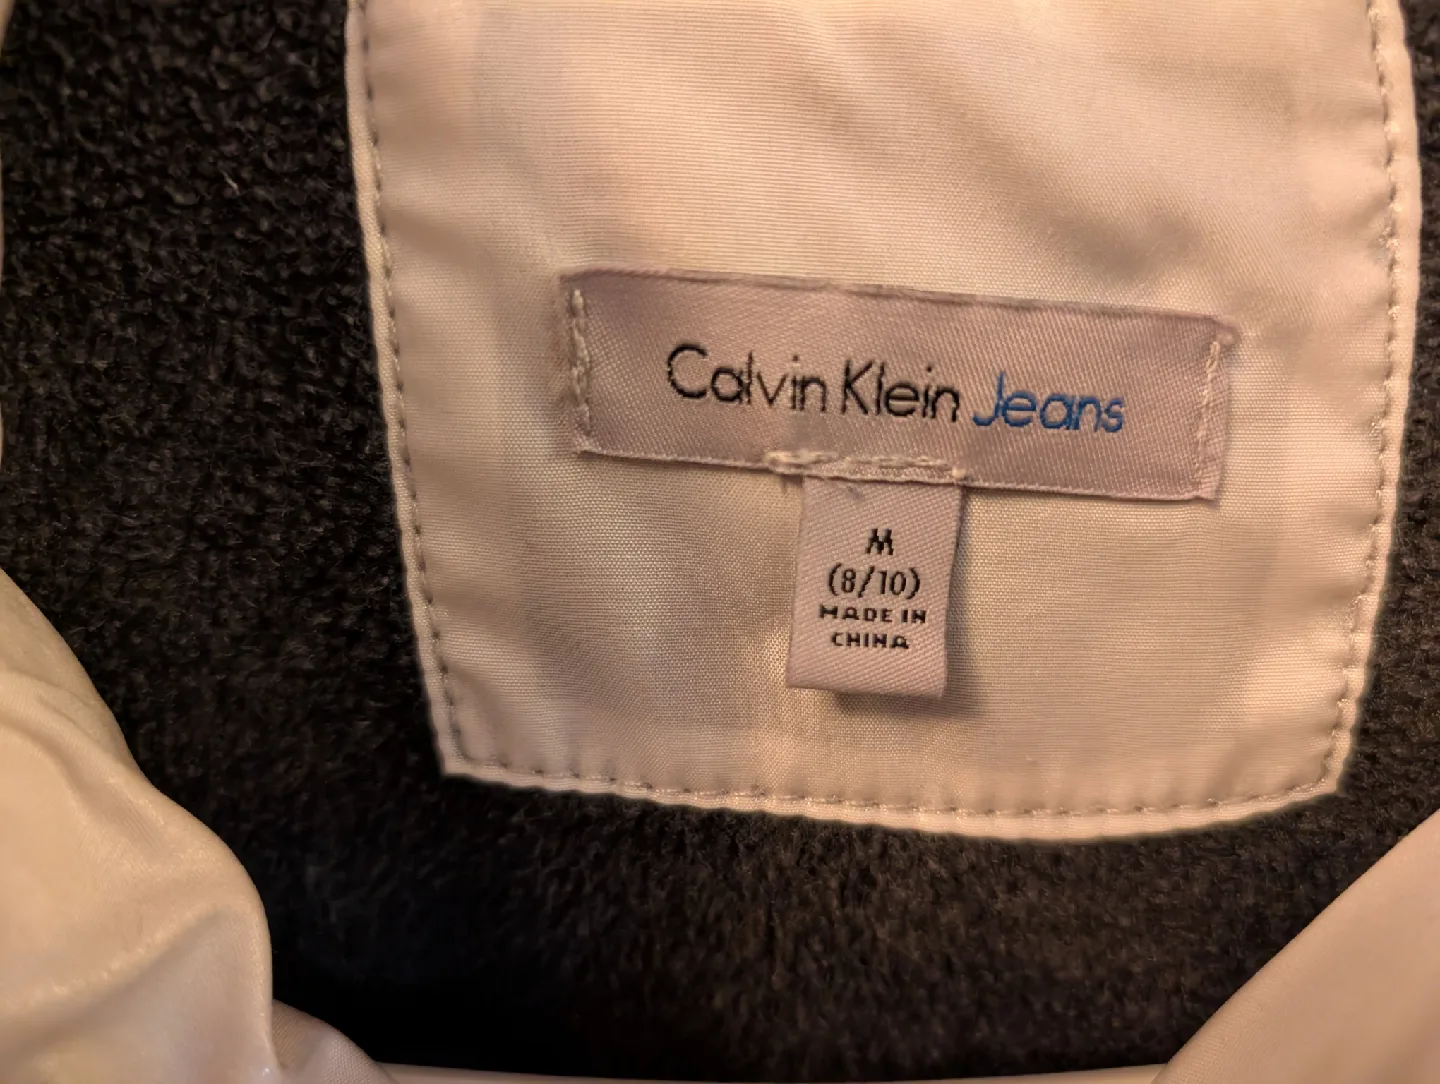 Calvin Klein Jeans
M
(8/10)
MADE IN
CHINA